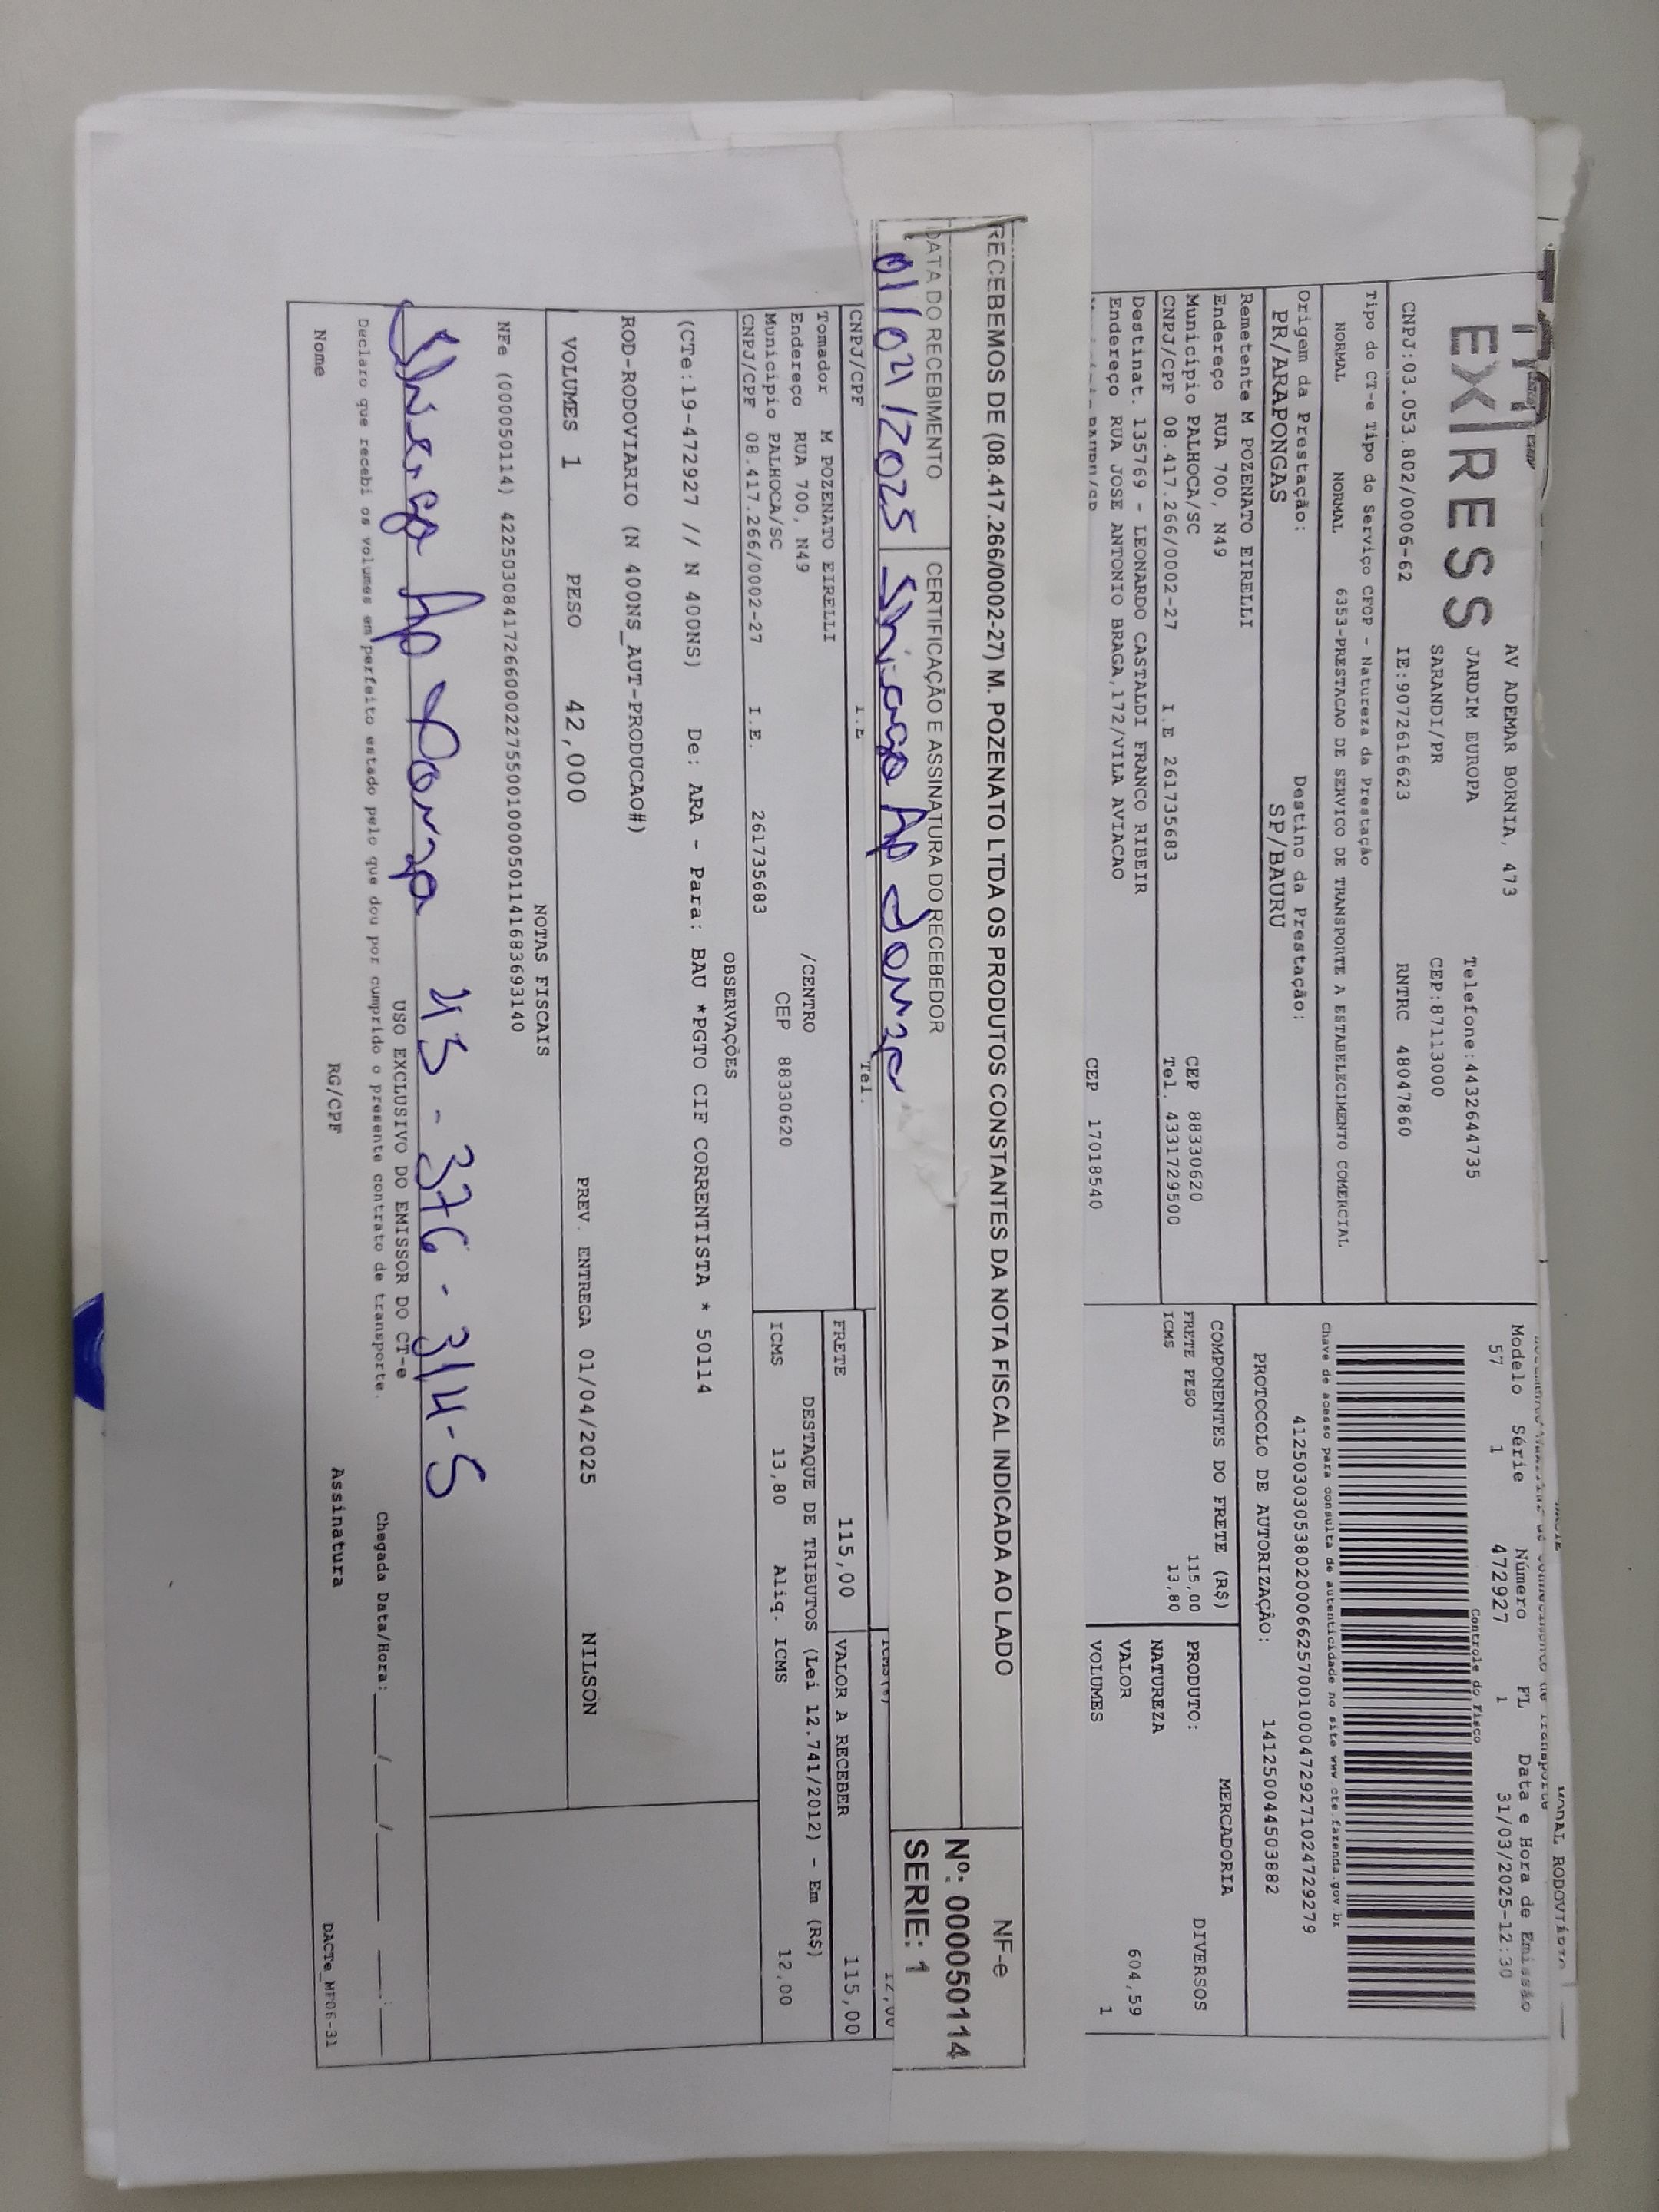 EXPRESS
AV ADEMAR BORNIA, 473
JARDIM EUROPA
Telefone:4432644735
SARANDI/PR
CEP:87113000
CNPJ:03.053.802/0006-62 IE:9072616623 RNTRC 48047860
Tipo do CT-e Tipo do Serviço CFOP - Natureza da Prestação
NORMAL NORMAL 6353-PRESTACAO DE SERVICO DE TRANSPORTE A ESTABELECIMENTO COMERCIAL
Origem da Prestação: Destino da Prestação:
PR/ARAPONGAS SP/BAURU
Remetente M POZENATO EIRELLI
Endereço RUA 700, N49
Municipio PALHOCA/SC CEP 88330620
CNPJ/CPF 08.417.266/0002-27 I.E 261735683 Tel. 4331729500
Destinat. 135769 - LEONARDO CASTALDI FRANCO RIBEIR
Endereço RUA JOSE ANTONIO BRAGA,172/VILA AVIACAO
CEP 17018540
MODAL RODOVIÁRIO
Modelo Série Número FL Data e Hora de Emissão
57 1 472927 1 31/03/2025-12:30
Controle do Fisco
Chave de acesso para consulta de autenticidade no site www.cte.fazenda.gov.br
41250303053802000662570010004729271024729279
PROTOCOLO DE AUTORIZAÇÃO: 141250044503882
COMPONENTES DO FRETE (R$) MERCADORIA
FRETE PESO 115,00 PRODUTO: DIVERSOS
ICMS 13,80 NATUREZA
VALOR 604,59
VOLUMES 1
RECEBEMOS DE (08.417.266/0002-27) M. POZENATO LTDA OS PRODUTOS CONSTANTES DA NOTA FISCAL INDICADA AO LADO
NF-e
Nº: 000050114
SERIE: 1
DATA DO RECEBIMENTO CERTIFICAÇÃO E ASSINATURA DO RECEBEDOR
01/04/2025
CNPJ/CPF I.E Tel.
Tomador M POZENATO EIRELLI
Endereço RUA 700, N49 /CENTRO
Municipio PALHOCA/SC CEP 88330620
CNPJ/CPF 08.417.266/0002-27 I.E. 261735683
FRETE 115,00 VALOR A RECEBER 115,00
DESTAQUE DE TRIBUTOS (Lei 12.741/2012) - Em (R$)
ICMS 13,80 Aliq. ICMS 12,00
OBSERVAÇÕES
(CTe:19-472927 // N 400NS) De: ARA - Para: BAU *PGTO CIF CORRENTISTA * 50114
ROD-RODOVIARIO (N 400NS_AUT-PRODUCAO#)
VOLUMES 1 PESO 42,000 PREV. ENTREGA 01/04/2025 NILSON
NOTAS FISCAIS
NFe (000050114) 42250308417266000227550010000501141683693140
45-376-314-5
USO EXCLUSIVO DO EMISSOR DO CT-e
Declaro que recebi os volumes em perfeito estado pelo que dou por cumprido o presente contrato de transporte. Chegada Data/Hora:___/___/____ __:__
Nome RG/CPF Assinatura DACTe_MF06-31